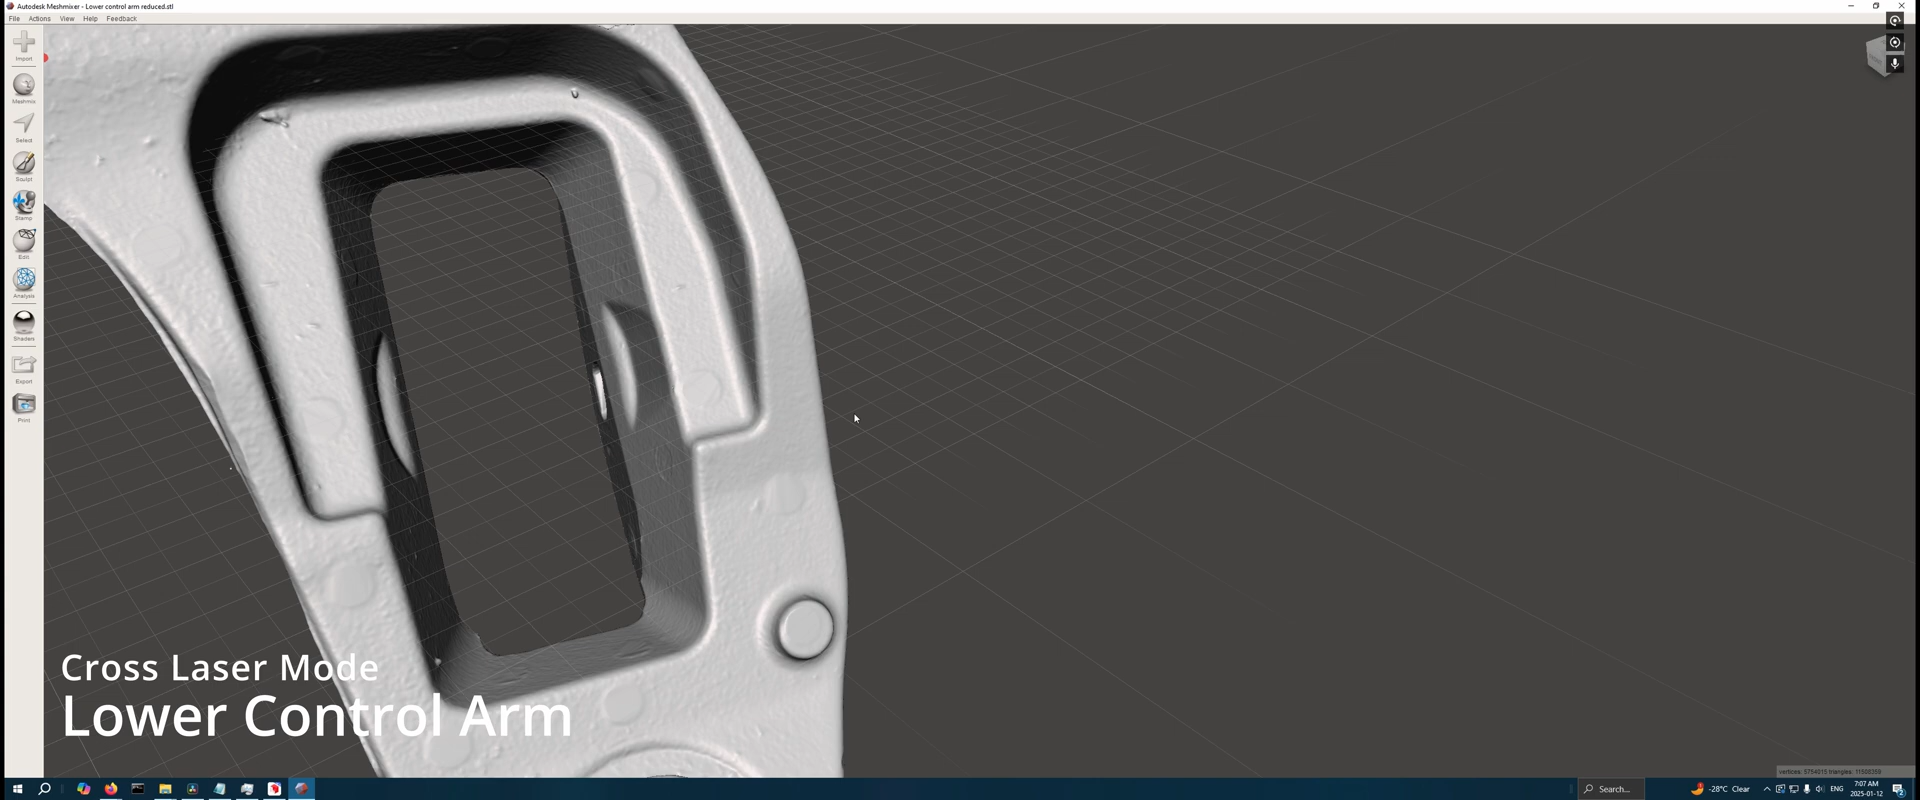 Autodesk Meshmixer - Lower control arm reduced.stl
File Actions View Help Feedback
Import
Meshmix
Select
Sculpt
Stamp
Edit
Analysis
Shaders
Export
Print
Cross Laser Mode
Lower Control Arm
Search...
-28°C Clear
ENG
7:07 AM
2025-01-12